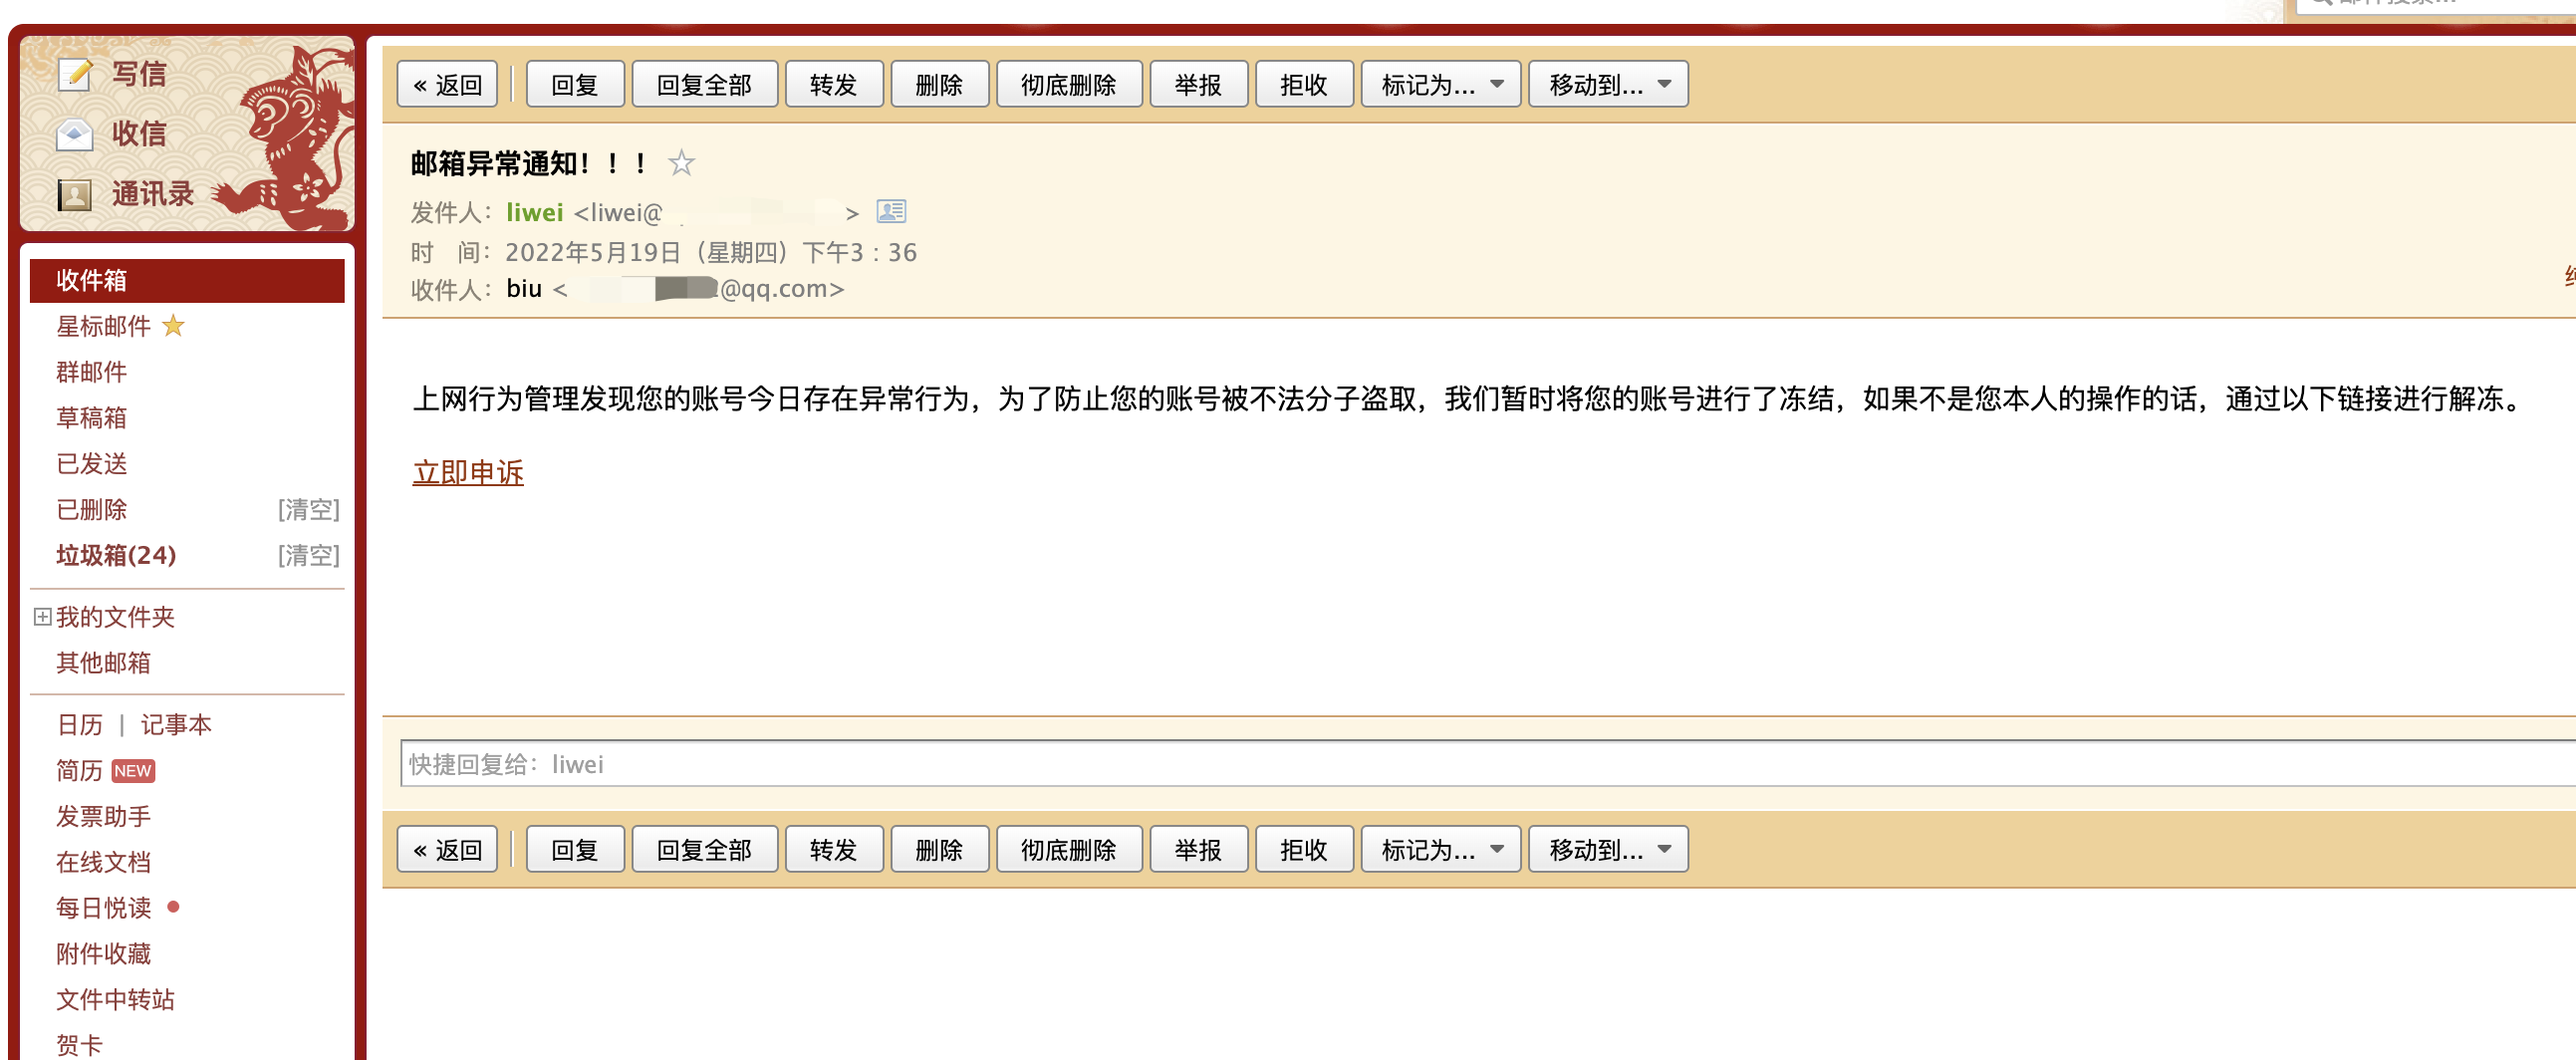 邮件搜索...
写信
收信
通讯录
收件箱
星标邮件
群邮件
草稿箱
已发送
已删除 [清空]
垃圾箱(24) [清空]
我的文件夹
其他邮箱
日历 | 记事本
简历 NEW
发票助手
在线文档
每日悦读
附件收藏
文件中转站
贺卡
« 返回 回复 回复全部 转发 删除 彻底删除 举报 拒收 标记为... 移动到...
邮箱异常通知！！！
发件人：liwei <liwei@ >
时 间：2022年5月19日（星期四）下午3：36
收件人：biu < @qq.com>
上网行为管理发现您的账号今日存在异常行为，为了防止您的账号被不法分子盗取，我们暂时将您的账号进行了冻结，如果不是您本人的操作的话，通过以下链接进行解冻。
立即申诉
快捷回复给：liwei
« 返回 回复 回复全部 转发 删除 彻底删除 举报 拒收 标记为... 移动到...